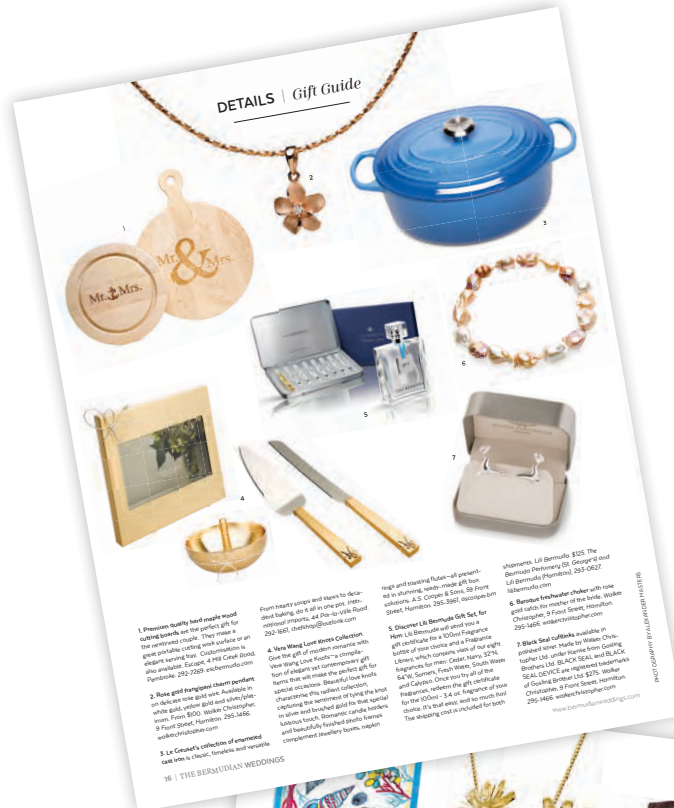 DETAILS | Gift Guide
1
2
3
Mr. & Mrs.
Mr. Mrs.
4
5
6
7
1. Premium quality hard maple wood
cutting boards are the perfect gift for
the newlywed couple. They make a
great portable cutting work surface or an
elegant serving tray. Customisation is
also available. Escape, 4 Mill Creek Road,
Pembroke. 292-7269. escbermuda.com
2. Rose gold frangipani charm pendant
on delicate rose gold wire. Available in
white gold, yellow gold and silver/plat-
inum. From $100. Walker Christopher,
9 Front Street, Hamilton. 295-1466.
walkerchristopher.com
3. Le Creuset's collection of enameled
cast iron is classic, timeless and versatile.
From hearty soups and stews to deca-
dent baking, do it all in one pot. Inter-
national Imports, 44 Par-la-Ville Road.
292-1661, chefshop@outlook.com
4. Vera Wang Love Knots Collection.
Give the gift of modern romance with
Vera Wang Love Knots—a compila-
tion of elegant yet contemporary gift
items that will make the perfect gift for
special occasions. Beautiful love knots
characterise this radiant collection,
capturing the sentiment of tying the knot
in silver and brushed gold for that special
lustrous touch. Romantic candle holders
and beautifully finished photo frames
complement jewellery boxes, napkin
rings and toasting flutes—all present-
ed in stunning, ready-made gift box
solutions. A.S. Cooper & Sons, 59 Front
Street, Hamilton. 295-3961, ascooper.bm
5. Discover Lili Bermuda Gift Set, for
Him. Lili Bermuda will send you a
gift certificate for a 100ml Fragrance
bottle of your choice and a Fragrance
Library, which contains vials of our eight
fragrances for men: Cedar, Navy, 32°N,
64°W, Somers, Fresh Water, South Water
and Calypso. Once you try all of the
fragrances, redeem the gift certificate
for the 100ml – 3.4 oz. fragrance of your
choice. It's that easy, and so much fun!
The shipping cost is included for both
shipments. Lili Bermuda. $125. The
Bermuda Perfumery (St. George's) and
Lili Bermuda (Hamilton), 293-0627.
lilibermuda.com
6. Baroque freshwater choker with rose
gold catch for mother of the bride. Walker
Christopher, 9 Front Street, Hamilton.
295-1466. walkerchristopher.com
7. Black Seal cufflinks available in
polished silver. Made by Walker Chris-
topher Ltd. under license from Gosling
Brothers Ltd. BLACK SEAL and BLACK
SEAL DEVICE are registered trademarks
of Gosling Brother Ltd. $275. Walker
Christopher, 9 Front Street, Hamilton.
295-1466. walkerchristopher.com
PHOTOGRAPHY BY ALEXANDER MASTERS
16 | THE BERMUDIAN WEDDINGS
www.bermudianweddings.com